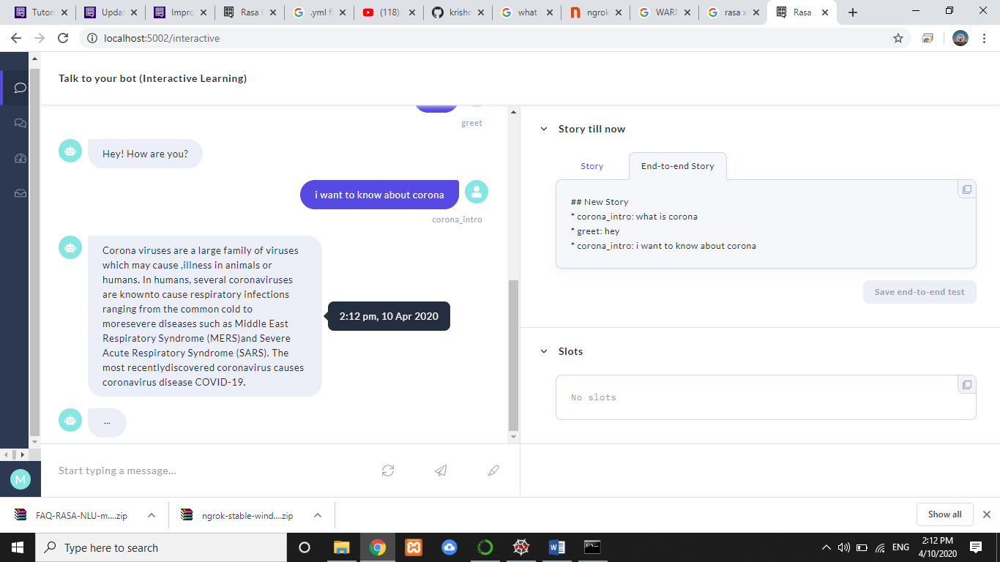 Tutori
Updat
Impro
Rasa C
.yml fi
(118)
krishn
what
ngrok
WARN
rasa x
Rasa
localhost:5002/interactive
Talk to your bot (Interactive Learning)
greet
Hey! How are you?
i want to know about corona
corona_intro
Corona viruses are a large family of viruses
which may cause ,illness in animals or
humans. In humans, several coronaviruses
are knownto cause respiratory infections
ranging from the common cold to
moresevere diseases such as Middle East
Respiratory Syndrome (MERS)and Severe
Acute Respiratory Syndrome (SARS). The
most recentlydiscovered coronavirus causes
coronavirus disease COVID-19.
2:12 pm, 10 Apr 2020
...
Start typing a message...
Story till now
Story
End-to-end Story
## New Story
* corona_intro: what is corona
* greet: hey
* corona_intro: i want to know about corona
Save end-to-end test
Slots
No slots
M
FAQ-RASA-NLU-m....zip
ngrok-stable-wind....zip
Show all
Type here to search
ENG
2:12 PM
4/10/2020